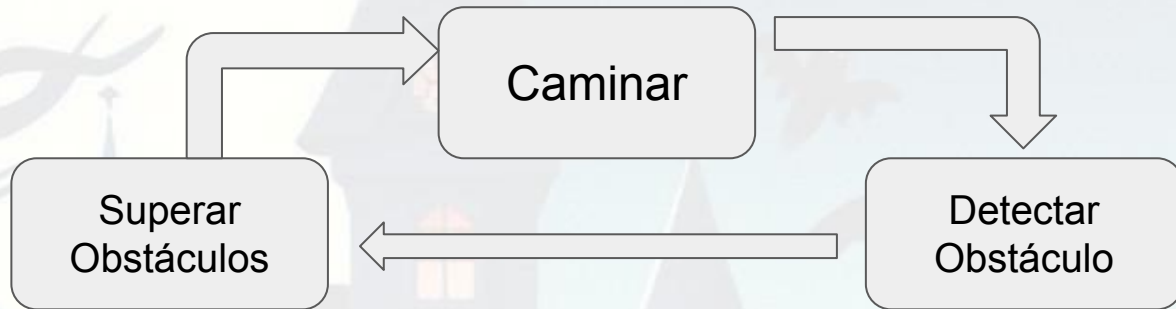 Caminar
Superar
Obstáculos
Detectar
Obstáculo